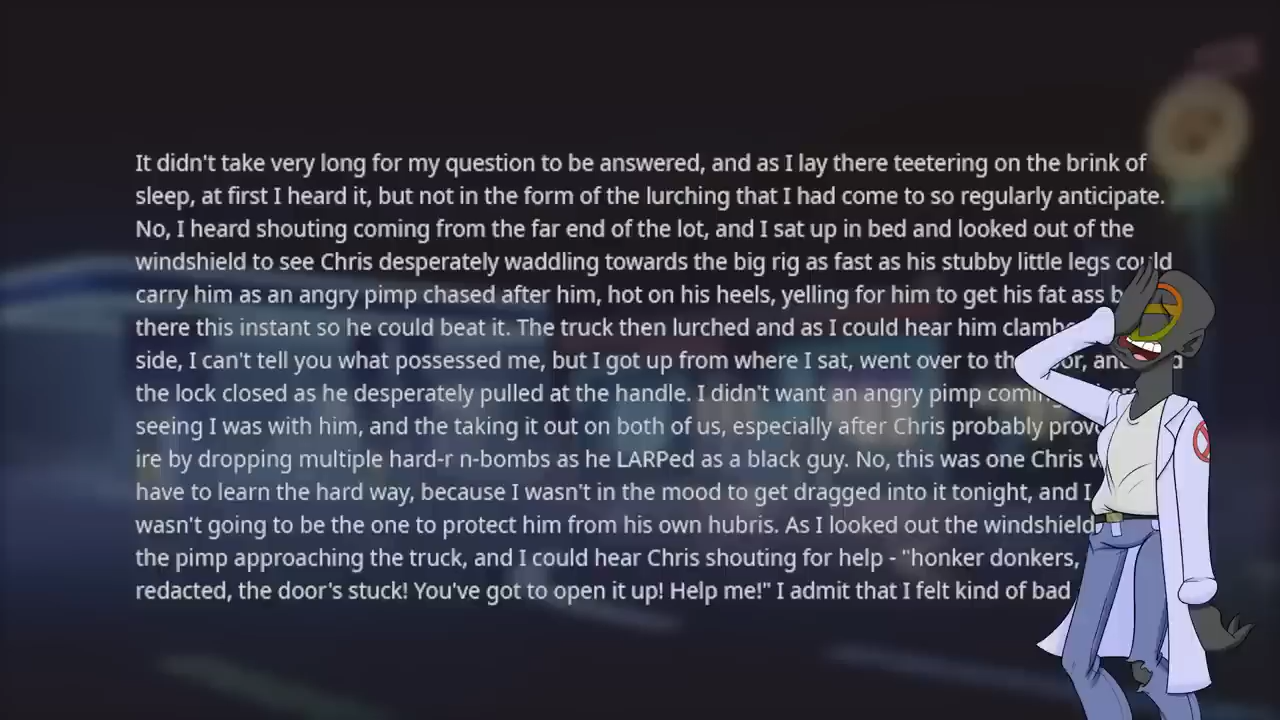 It didn't take very long for my question to be answered, and as I lay there teetering on the brink of
sleep, at first I heard it, but not in the form of the lurching that I had come to so regularly anticipate.
No, I heard shouting coming from the far end of the lot, and I sat up in bed and looked out of the
windshield to see Chris desperately waddling towards the big rig as fast as his stubby little legs could
carry him as an angry pimp chased after him, hot on his heels, yelling for him to get his fat ass
there this instant so he could beat it. The truck then lurched and as I could hear him
side, I can't tell you what possessed me, but I got up from where I sat, went over to
the lock closed as he desperately pulled at the handle. I didn't want an angry pimp
seeing I was with him, and the taking it out on both of us, especially after Chris probably
ire by dropping multiple hard-r n-bombs as he LARPed as a black guy. No, this was one Chris
have to learn the hard way, because I wasn't in the mood to get dragged into it tonight, and I
wasn't going to be the one to protect him from his own hubris. As I looked out the windshield
the pimp approaching the truck, and I could hear Chris shouting for help - "honker donkers,
redacted, the door's stuck! You've got to open it up! Help me!" I admit that I felt kind of bad